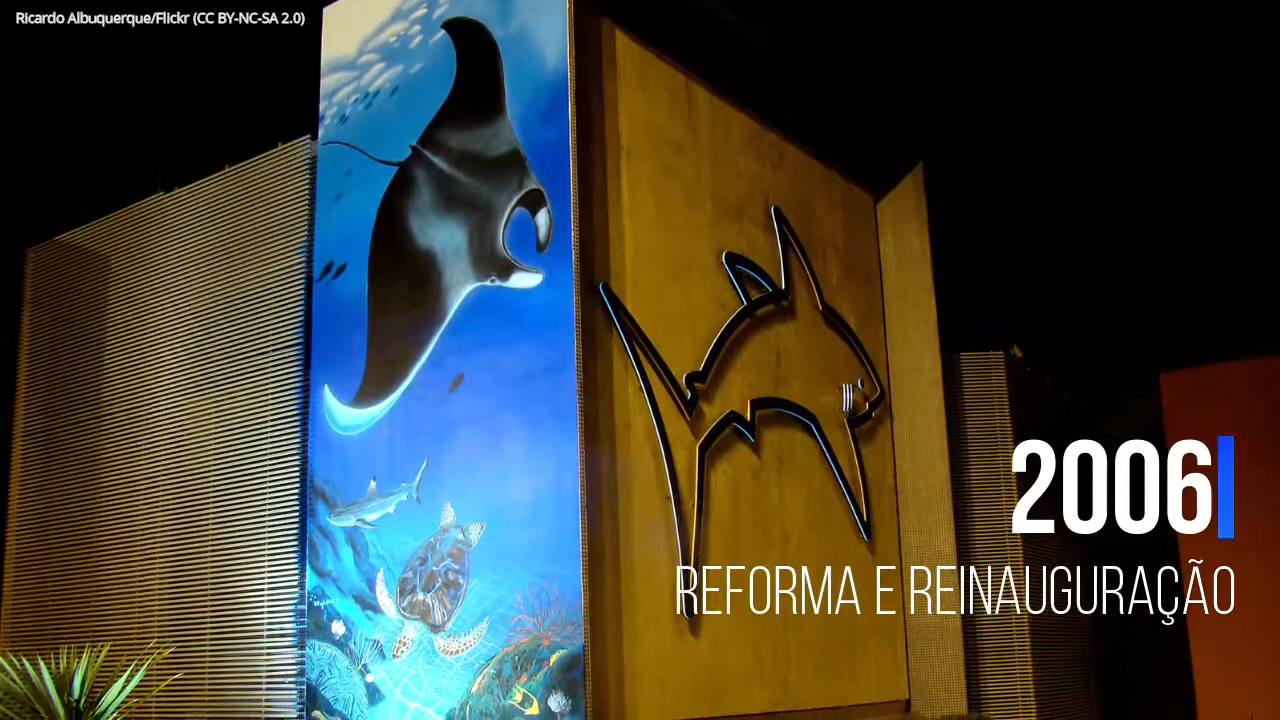 Ricardo Albuquerque/Flickr (CC BY-NC-SA 2.0)
2006
REFORMA E REINAUGURAÇÃO